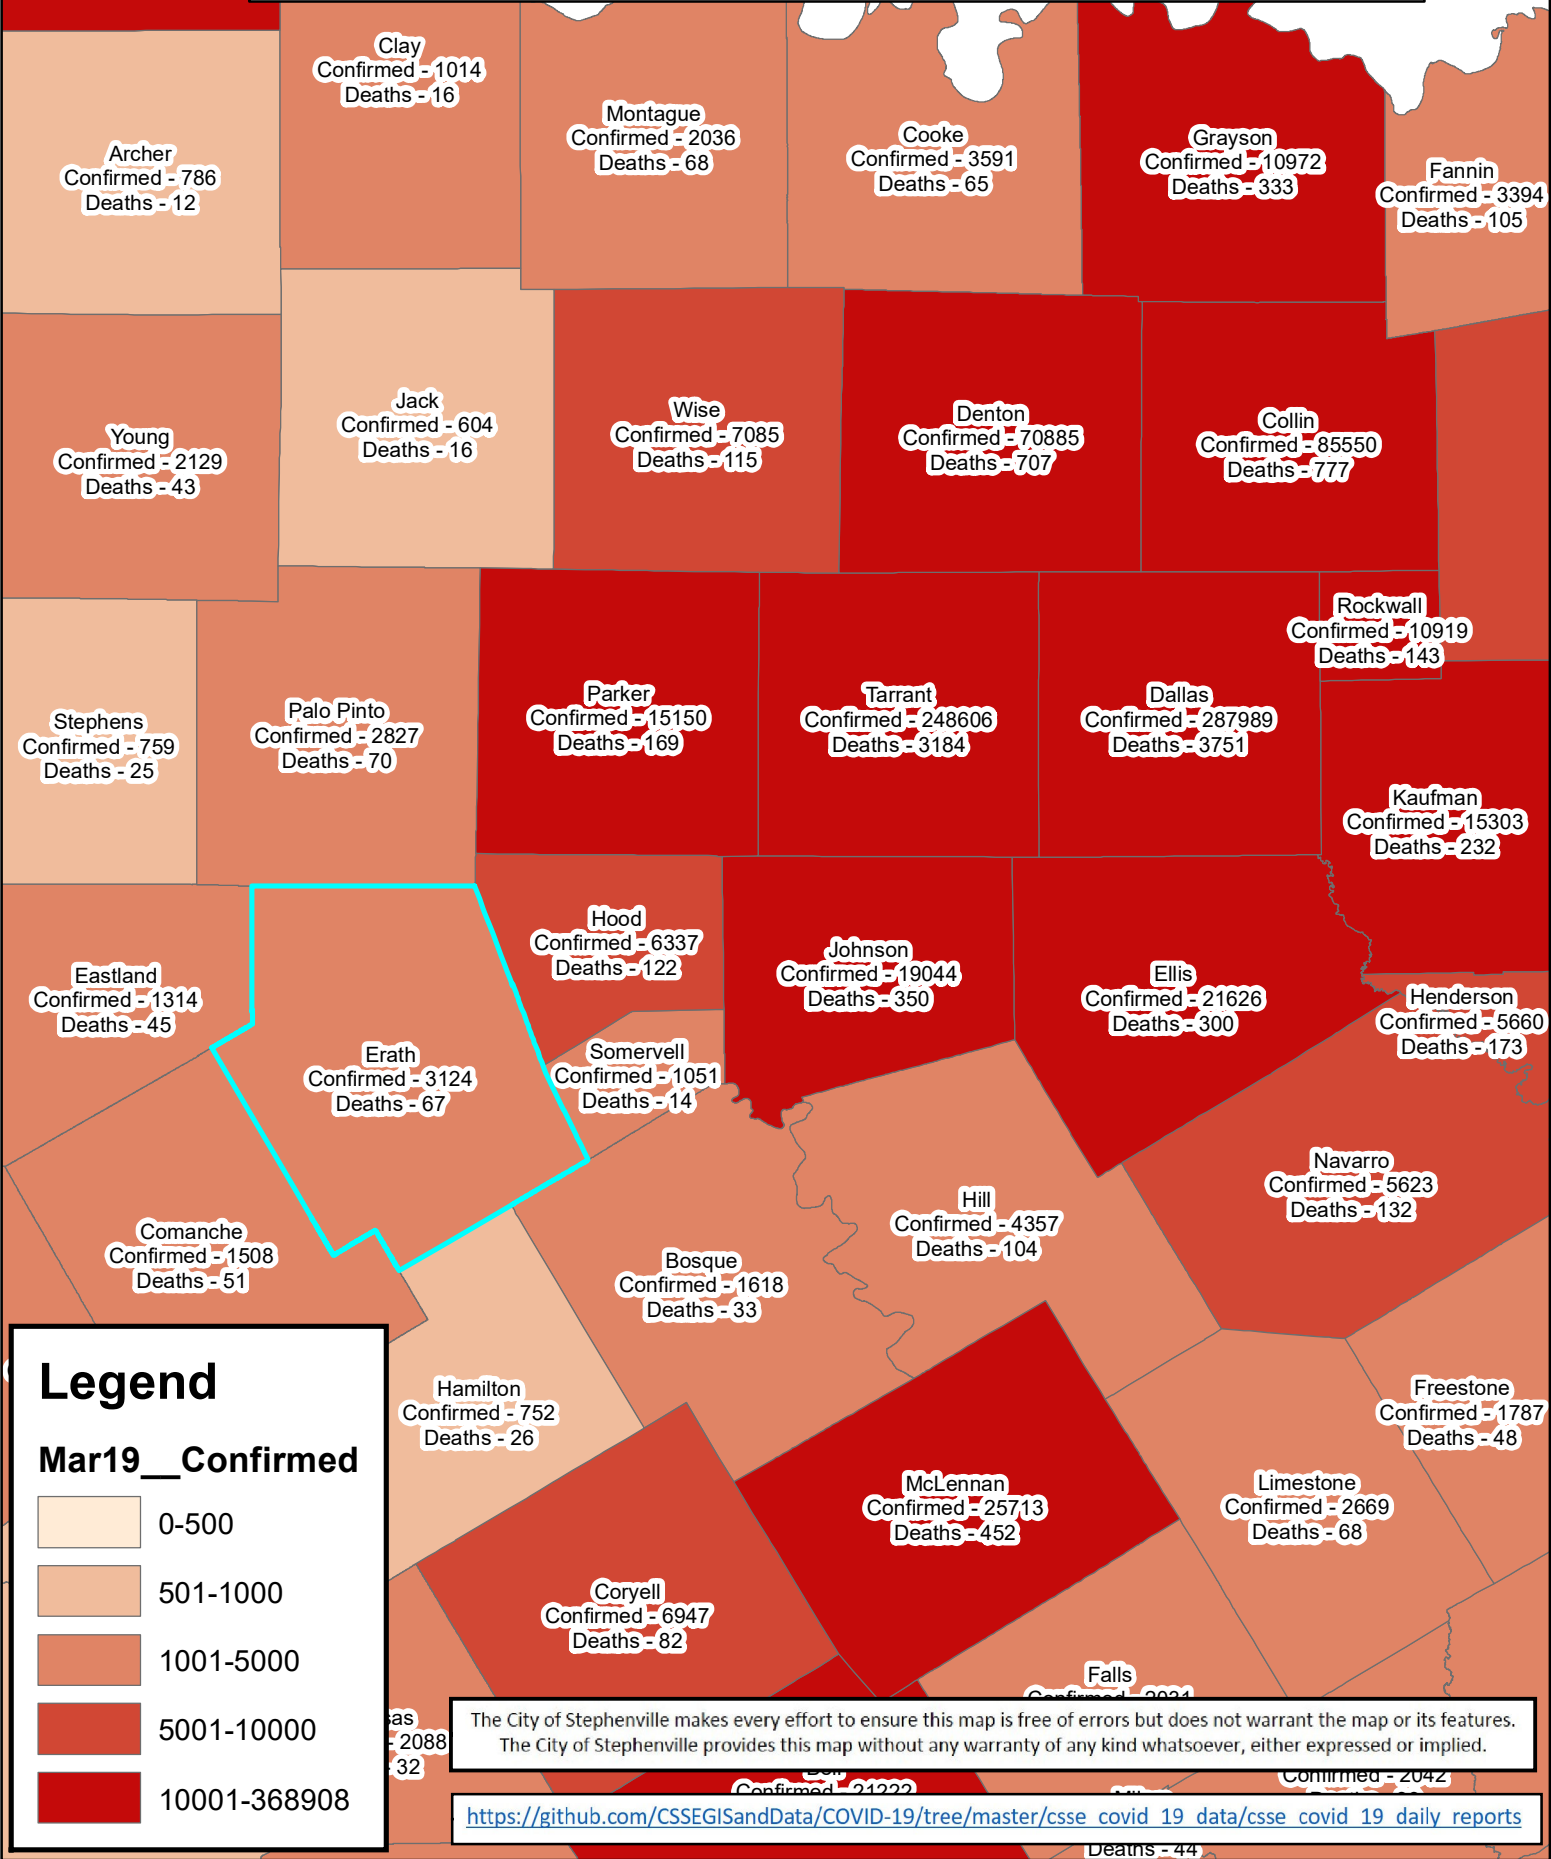 Clay
Confirmed - 1014
Deaths - 16
Montague
Confirmed - 2036
Deaths - 68
Cooke
Confirmed - 3591
Deaths - 65
Grayson
Confirmed - 10972
Deaths - 333
Archer
Confirmed - 786
Deaths - 12
Fannin
Confirmed - 3394
Deaths - 105
Jack
Confirmed - 604
Deaths - 16
Wise
Confirmed - 7085
Deaths - 115
Denton
Confirmed - 70885
Deaths - 707
Collin
Confirmed - 85550
Deaths - 777
Young
Confirmed - 2129
Deaths - 43
Rockwall
Confirmed - 10919
Deaths - 143
Stephens
Confirmed - 759
Deaths - 25
Palo Pinto
Confirmed - 2827
Deaths - 70
Parker
Confirmed - 15150
Deaths - 169
Tarrant
Confirmed - 248606
Deaths - 3184
Dallas
Confirmed - 287989
Deaths - 3751
Kaufman
Confirmed - 15303
Deaths - 232
Hood
Confirmed - 6337
Deaths - 122
Johnson
Confirmed - 19044
Deaths - 350
Ellis
Confirmed - 21626
Deaths - 300
Eastland
Confirmed - 1314
Deaths - 45
Henderson
Confirmed - 5660
Deaths - 173
Erath
Confirmed - 3124
Deaths - 67
Somervell
Confirmed - 1051
Deaths - 14
Navarro
Confirmed - 5623
Deaths - 132
Hill
Confirmed - 4357
Deaths - 104
Comanche
Confirmed - 1508
Deaths - 51
Bosque
Confirmed - 1618
Deaths - 33
Hamilton
Confirmed - 752
Deaths - 26
Freestone
Confirmed - 1787
Deaths - 48
McLennan
Confirmed - 25713
Deaths - 452
Limestone
Confirmed - 2669
Deaths - 68
Coryell
Confirmed - 6947
Deaths - 82
Falls
sas
- 2088
- 32
Confirmed - 21222
Confirmed - 2042
Deaths - 44
Legend
Mar19__Confirmed
0-500
501-1000
1001-5000
5001-10000
10001-368908
The City of Stephenville makes every effort to ensure this map is free of errors but does not warrant the map or its features.
The City of Stephenville provides this map without any warranty of any kind whatsoever, either expressed or implied.
https://github.com/CSSEGISandData/COVID-19/tree/master/csse_covid_19_data/csse_covid_19_daily_reports